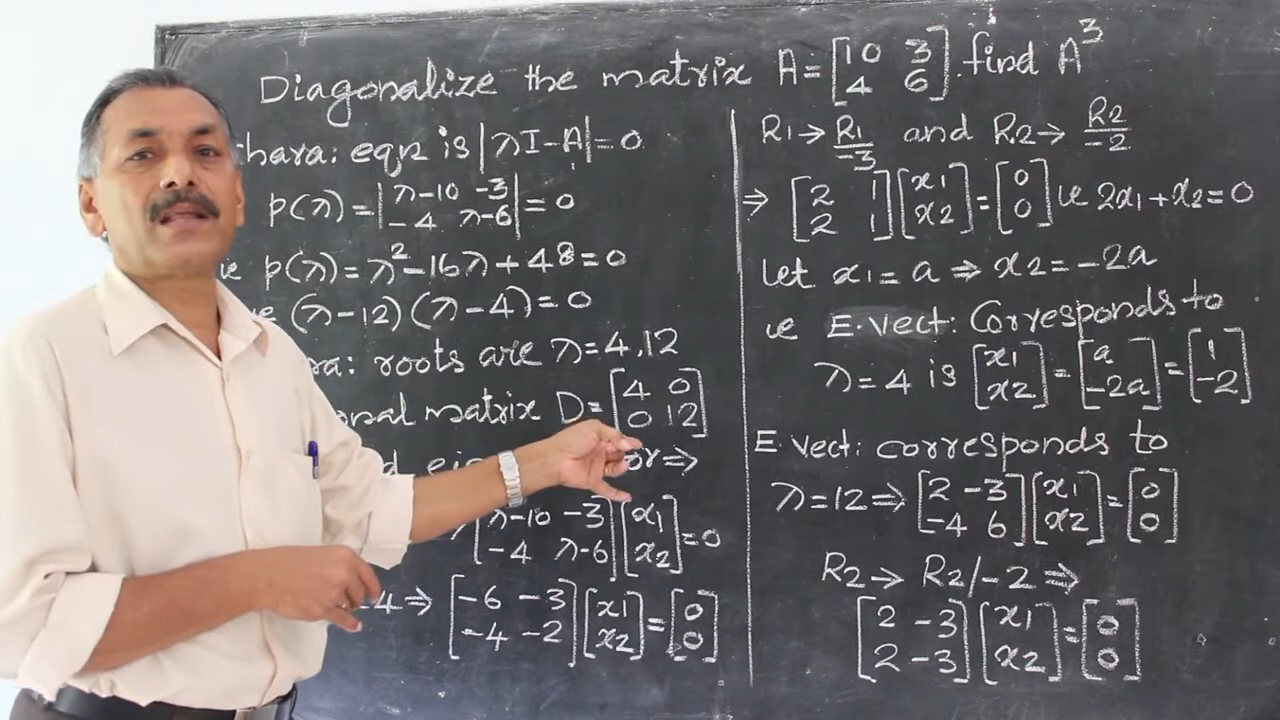 Diagonalize the matrix A = [10 3; 4 6]. find A³
chara: eqn is |λI-A| = 0
p(λ) = |λ-10 -3; -4 λ-6| = 0
ie p(λ) = λ² - 16λ + 48 = 0
(λ-12)(λ-4) = 0
roots are λ = 4, 12
matrix D = [4 0; 0 12]
⇒
[λ-10 -3; -4 λ-6] [x1; x2] = 0
4 ⇒ [-6 -3; -4 -2] [x1; x2] = [0; 0]
R1 → R1/-3 and R2 → R2/-2
⇒ [2 1; 2 1] [x1; x2] = [0; 0] ie 2x1 + x2 = 0
let x1 = a ⇒ x2 = -2a
ie E.vect: Corresponds to
λ = 4 is [x1; x2] = [a; -2a] = [1; -2]
E.vect: corresponds to
λ = 12 ⇒ [2 -3; -4 6] [x1; x2] = [0; 0]
R2 → R2/-2 ⇒
[2 -3; 2 -3] [x1; x2] = [0; 0]